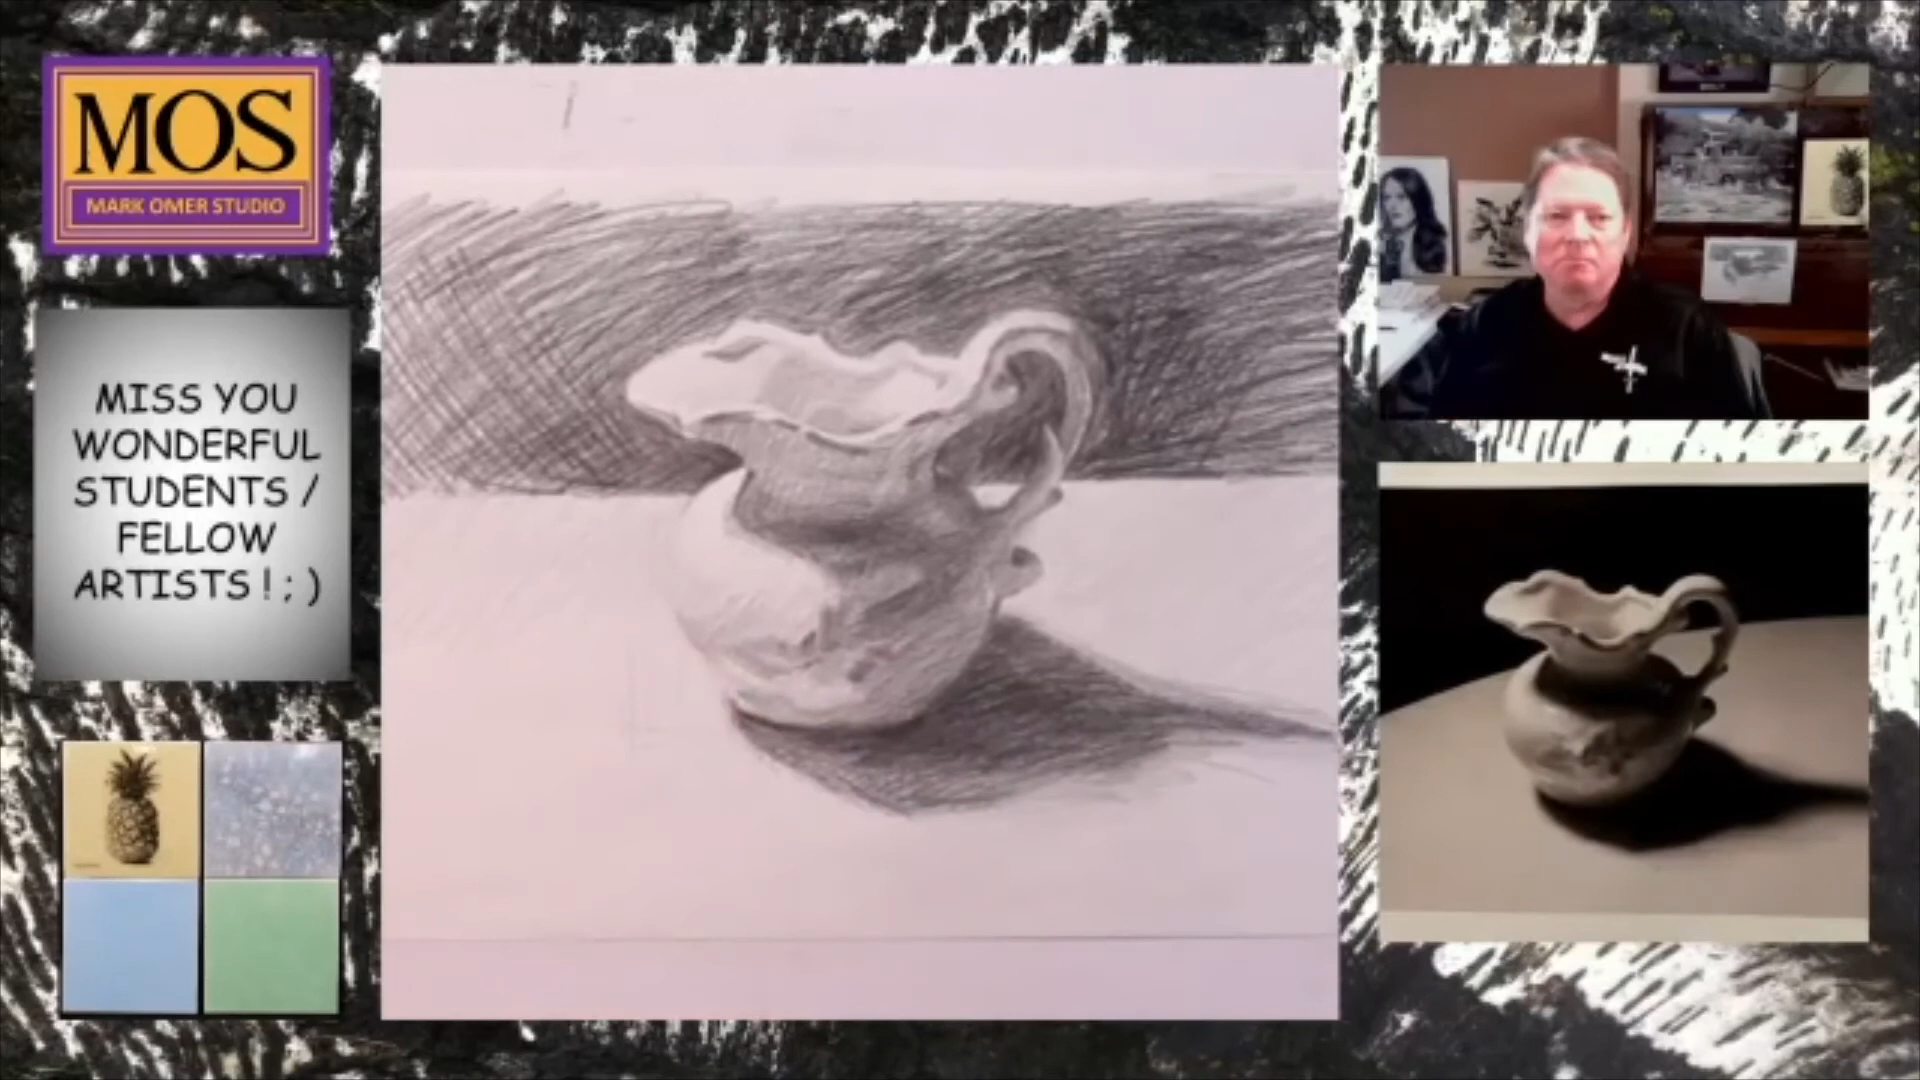 MOS
MARK OMER STUDIO
MISS YOU
WONDERFUL
STUDENTS /
FELLOW
ARTISTS ! ; )